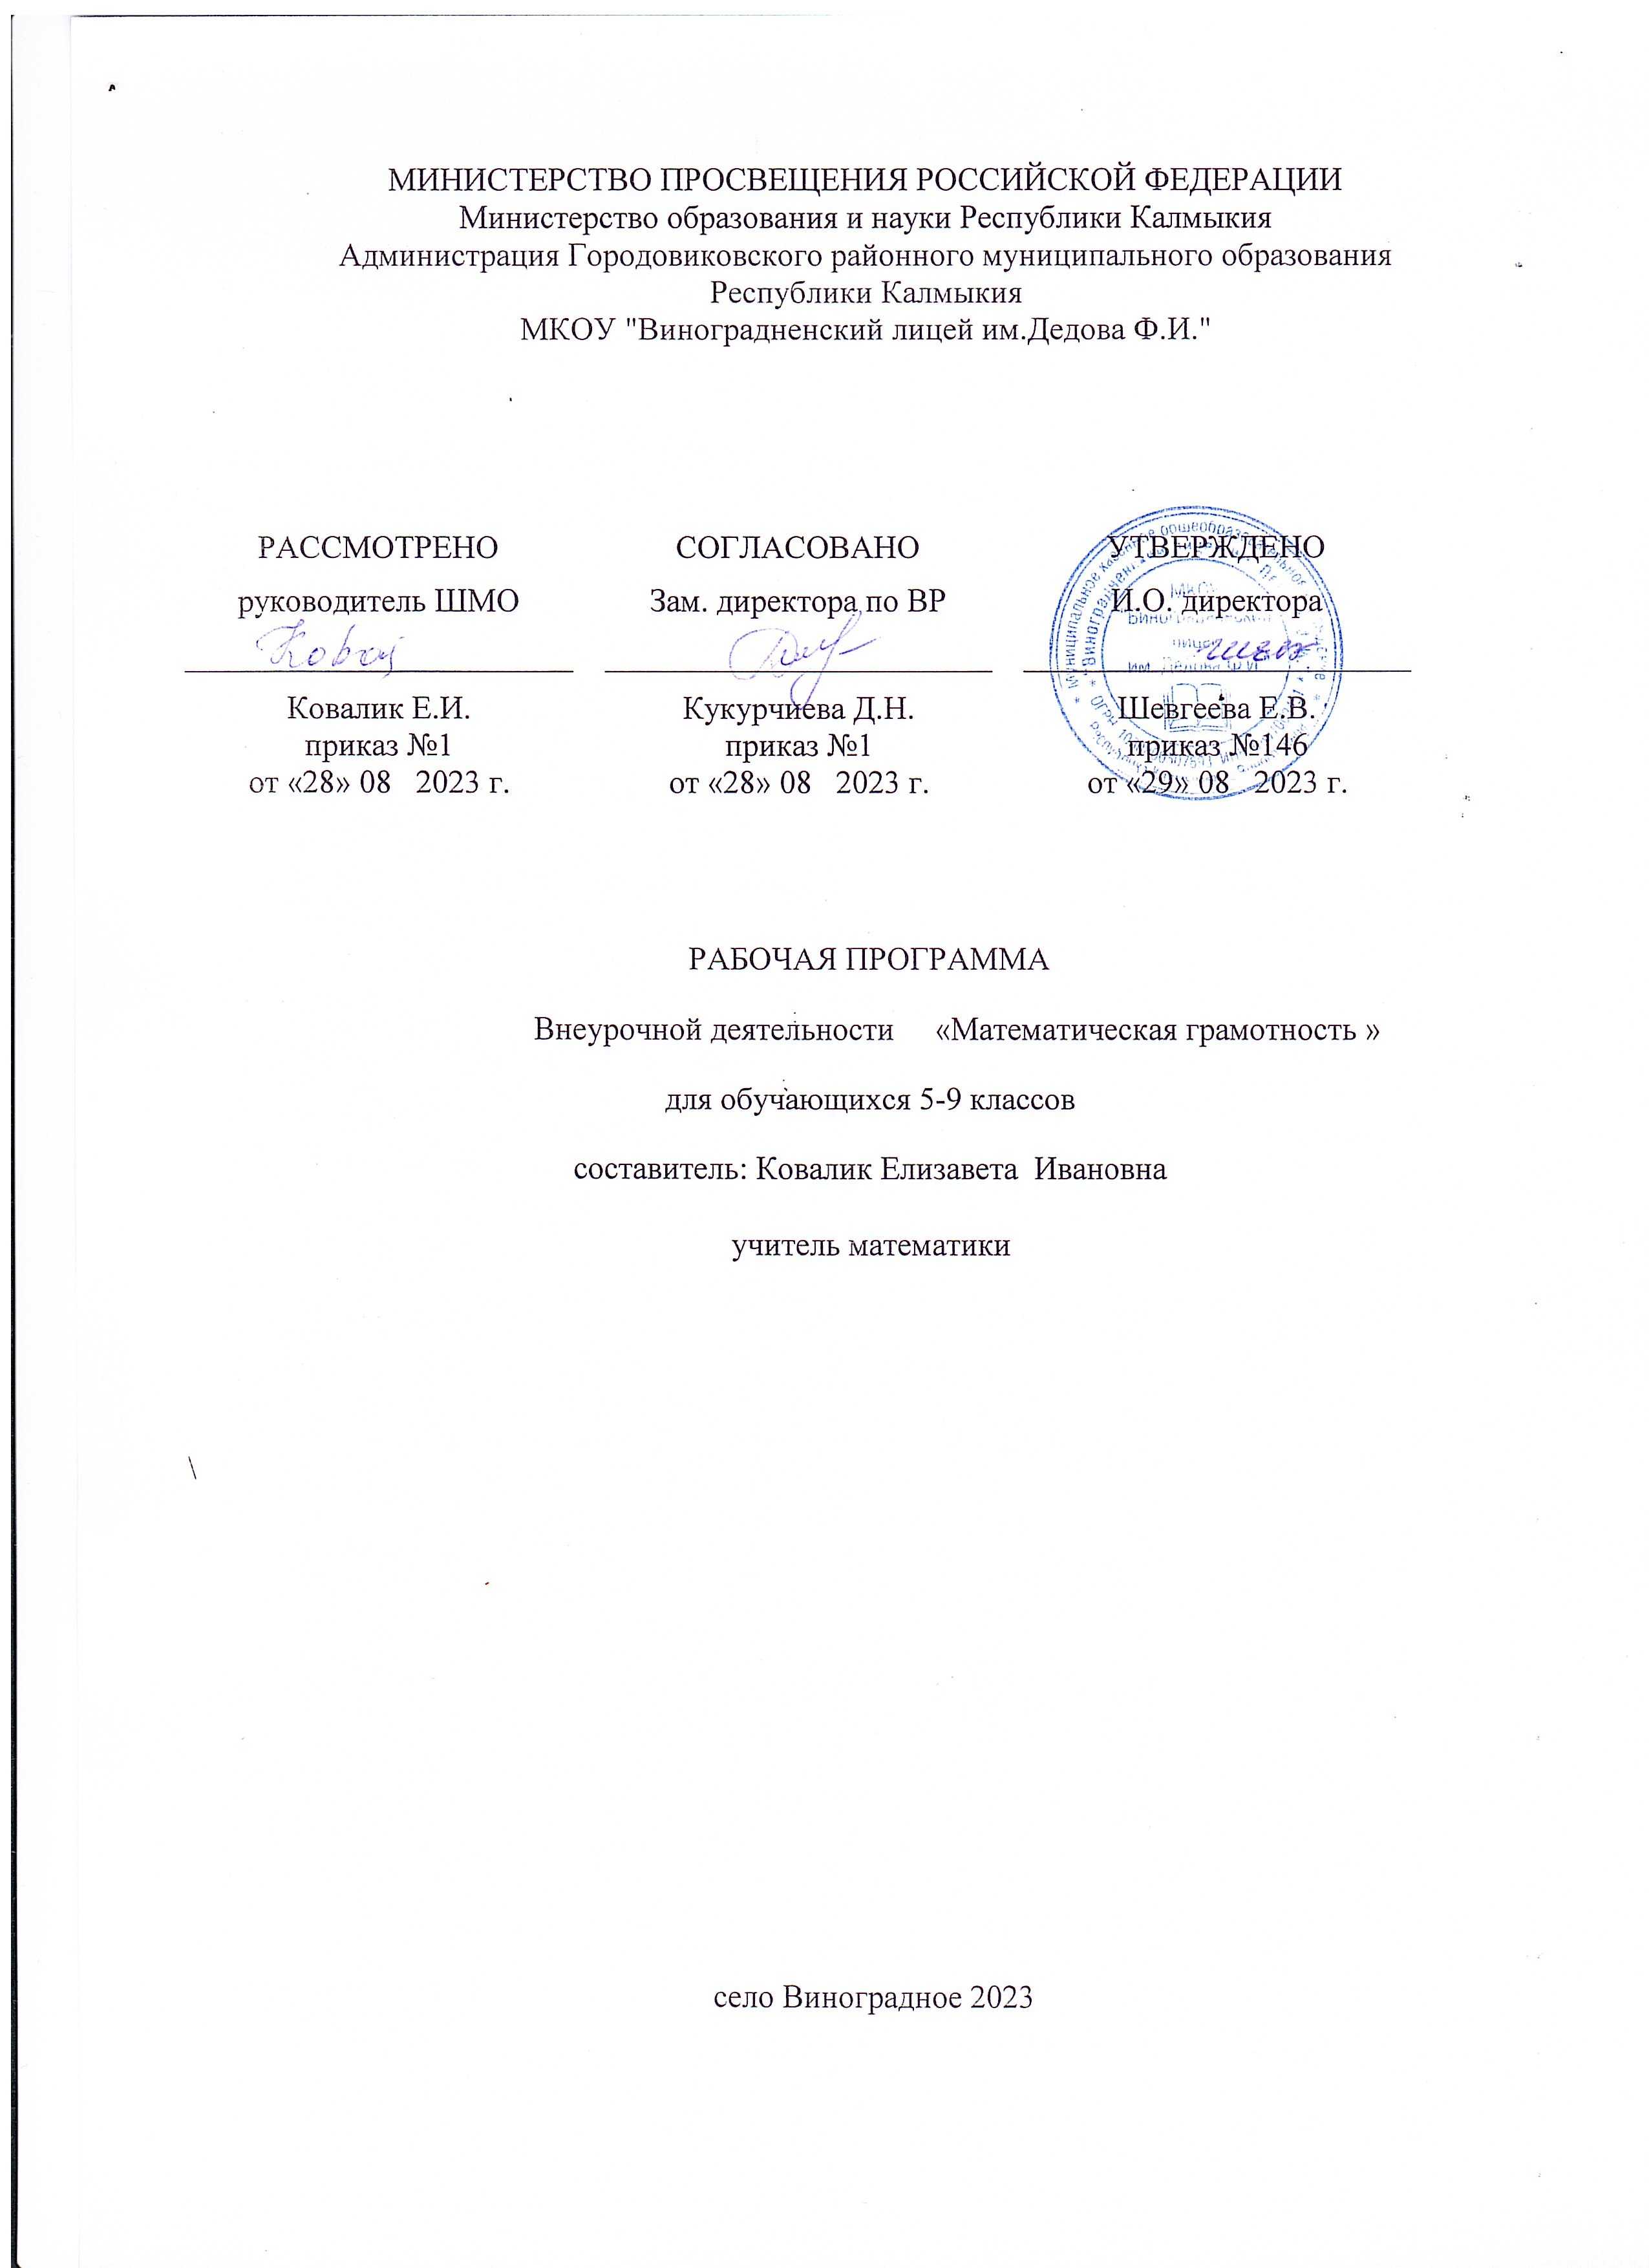 МИНИСТЕРСТВО ПРОСВЕЩЕНИЯ РОССИЙСКОЙ ФЕДЕРАЦИИ
Министерство образования и науки Республики Калмыкия
Администрация Городовиковского районного муниципального образования
Республики Калмыкия
МКОУ "Виноградненский лицей им.Дедова Ф.И."
РАССМОТРЕНО
руководитель ШМО
Ковалик Е.И.
приказ №1
от «28» 08 2023 г.
СОГЛАСОВАНО
Зам. директора по ВР
Кукурчиева Д.Н.
приказ №1
от «28» 08 2023 г.
УТВЕРЖДЕНО
И.О. директора
Шевгеева Е.В.
приказ №146
от «29» 08 2023 г.
РАБОЧАЯ ПРОГРАММА
Внеурочной деятельности «Математическая грамотность »
для обучающихся 5-9 классов
составитель: Ковалик Елизавета Ивановна
учитель математики
село Виноградное 2023